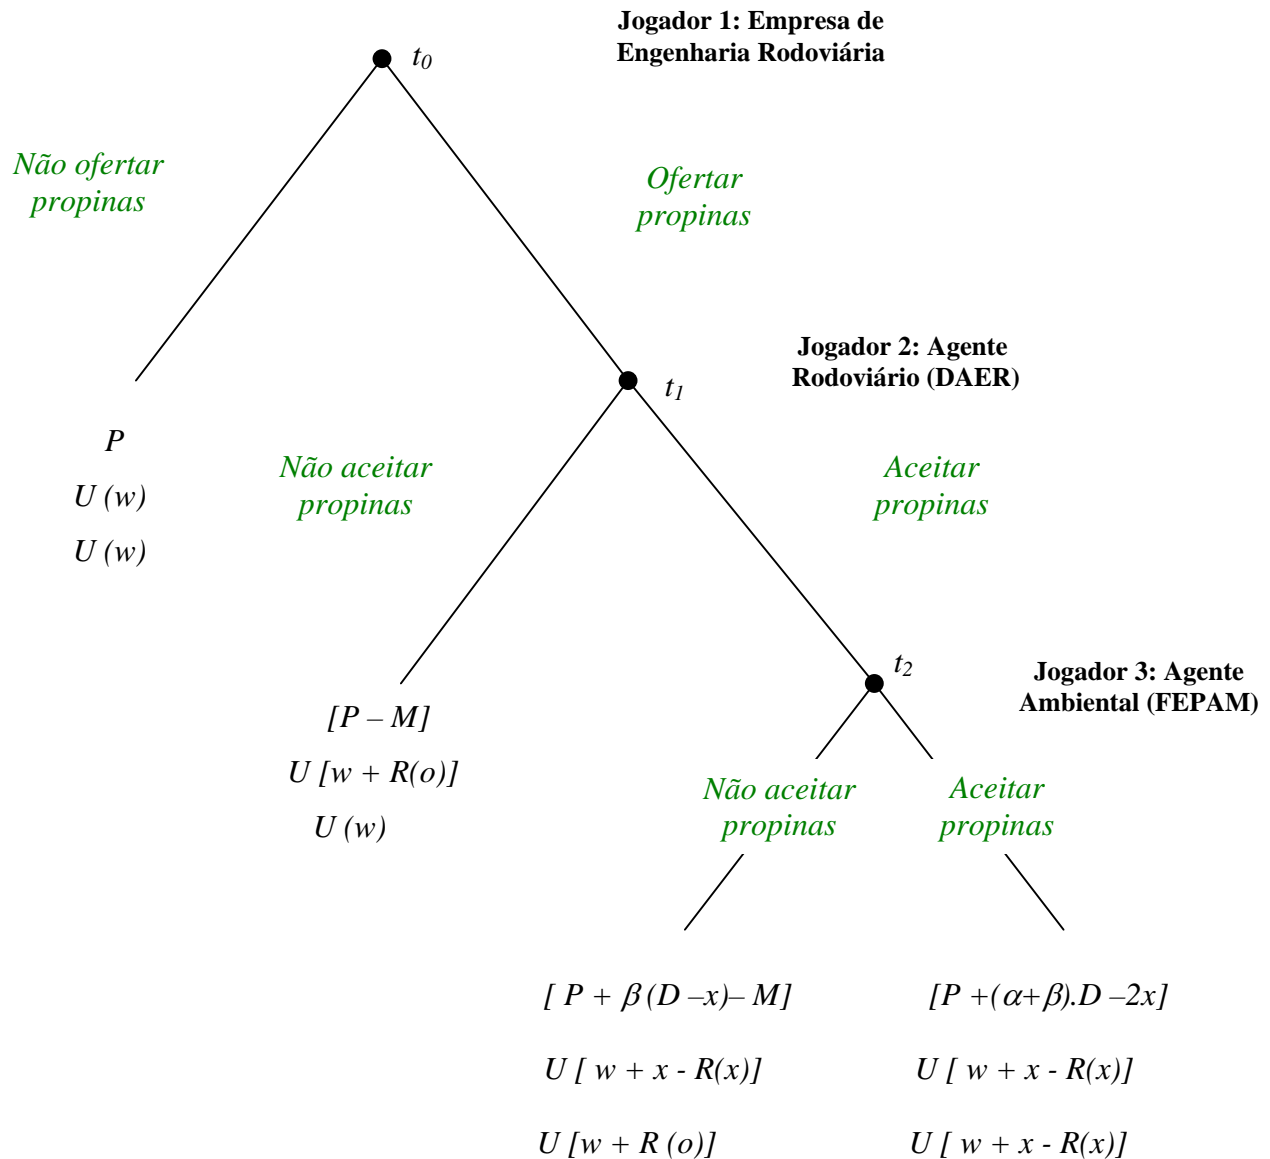 Jogador 1: Empresa de
Engenharia Rodoviária
t0
Não ofertar
propinas
Ofertar
propinas
Jogador 2: Agente
Rodoviário (DAER)
t1
P
U (w)
U (w)
Não aceitar
propinas
Aceitar
propinas
t2
Jogador 3: Agente
Ambiental (FEPAM)
[P – M]
U [w + R(o)]
U (w)
Não aceitar
propinas
Aceitar
propinas
[ P + β (D –x)– M]
U [ w + x - R(x)]
U [w + R (o)]
[P +(α+β).D –2x]
U [ w + x - R(x)]
U [ w + x - R(x)]